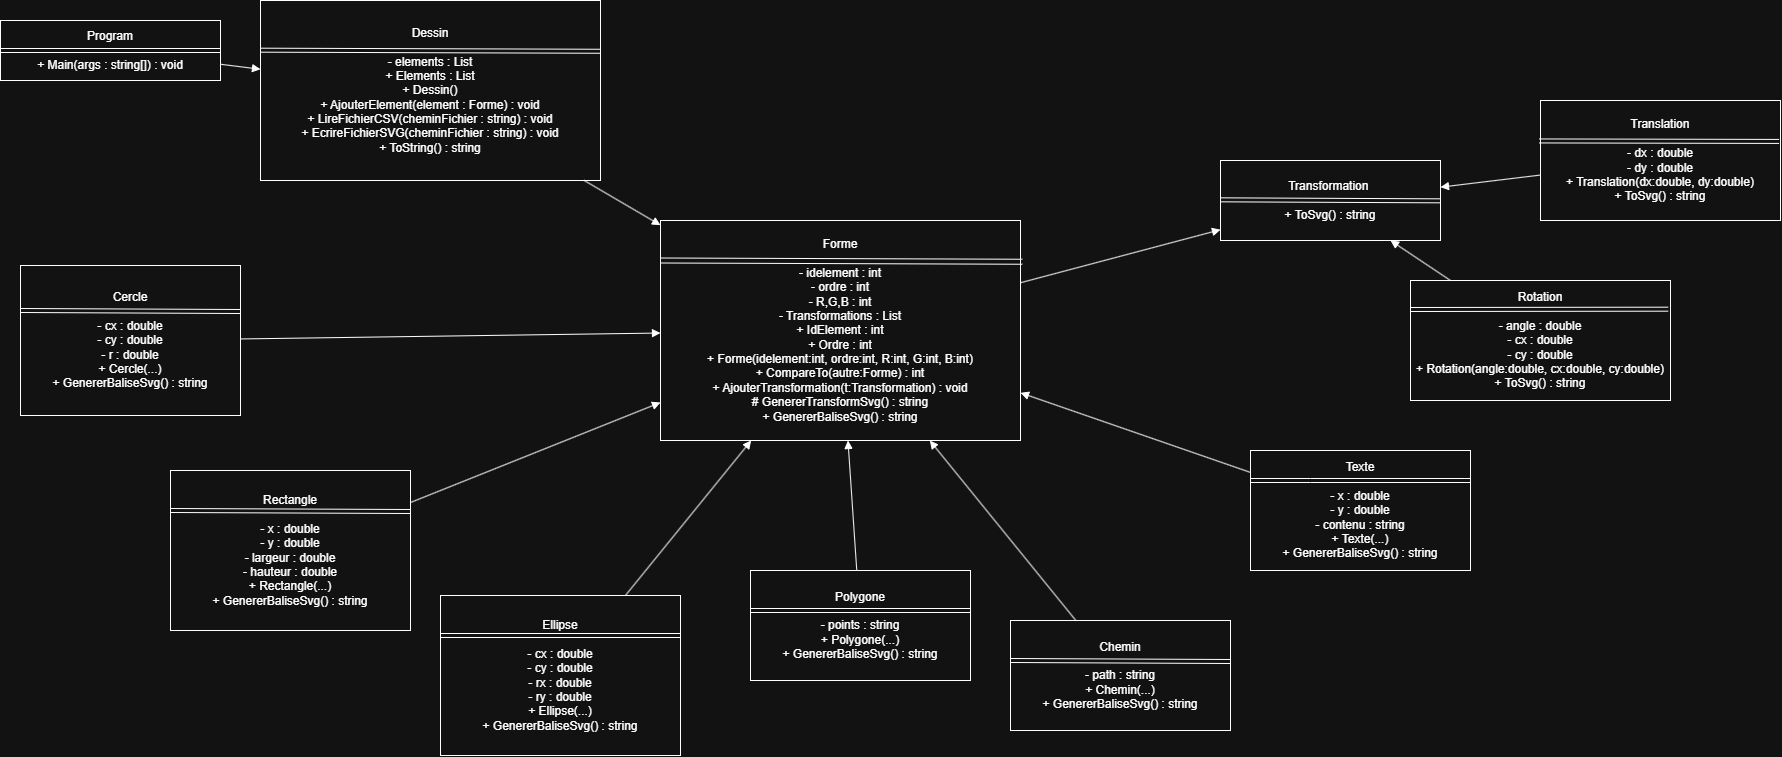 Program
+ Main(args : string[]) : void
Dessin
- elements : List
+ Elements : List
+ Dessin()
+ AjouterElement(element : Forme) : void
+ LireFichierCSV(cheminFichier : string) : void
+ EcrireFichierSVG(cheminFichier : string) : void
+ ToString() : string
Translation
- dx : double
- dy : double
+ Translation(dx:double, dy:double)
+ ToSvg() : string
Transformation
+ ToSvg() : string
Forme
- idelement : int
- ordre : int
- R,G,B : int
- Transformations : List
+ IdElement : int
+ Ordre : int
+ Forme(idelement:int, ordre:int, R:int, G:int, B:int)
+ CompareTo(autre:Forme) : int
+ AjouterTransformation(t:Transformation) : void
# GenererTransformSvg() : string
+ GenererBaliseSvg() : string
Cercle
- cx : double
- cy : double
- r : double
+ Cercle(...)
+ GenererBaliseSvg() : string
Rotation
- angle : double
- cx : double
- cy : double
+ Rotation(angle:double, cx:double, cy:double)
+ ToSvg() : string
Rectangle
- x : double
- y : double
- largeur : double
- hauteur : double
+ Rectangle(...)
+ GenererBaliseSvg() : string
Texte
- x : double
- y : double
- contenu : string
+ Texte(...)
+ GenererBaliseSvg() : string
Ellipse
- cx : double
- cy : double
- rx : double
- ry : double
+ Ellipse(...)
+ GenererBaliseSvg() : string
Polygone
- points : string
+ Polygone(...)
+ GenererBaliseSvg() : string
Chemin
- path : string
+ Chemin(...)
+ GenererBaliseSvg() : string